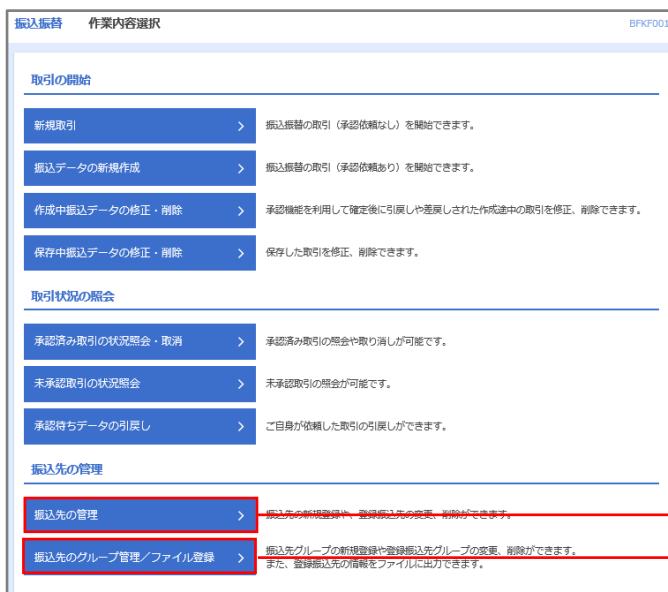 振込振替 作業内容選択 BFKF001
取引の開始
新規取引 振込振替の取引（承認依頼なし）を開始できます。
振込データの新規作成 振込振替の取引（承認依頼あり）を開始できます。
作成中振込データの修正・削除 承認機能を利用して確定後に引戻しや差戻しされた作成途中の取引を修正、削除できます。
保存中振込データの修正・削除 保存した取引を修正、削除できます。
取引状況の照会
承認済み取引の状況照会・取消 承認済み取引の照会や取り消しが可能です。
未承認取引の状況照会 未承認取引の照会が可能です。
承認待ちデータの引戻し ご自身が依頼した取引の引戻しができます。
振込先の管理
振込先の管理 振込先の新規登録や、登録振込先の変更、削除ができます。
振込先のグループ管理／ファイル登録 振込先グループの新規登録や登録振込先グループの変更、削除ができます。
また、登録振込先の情報をファイルに出力できます。